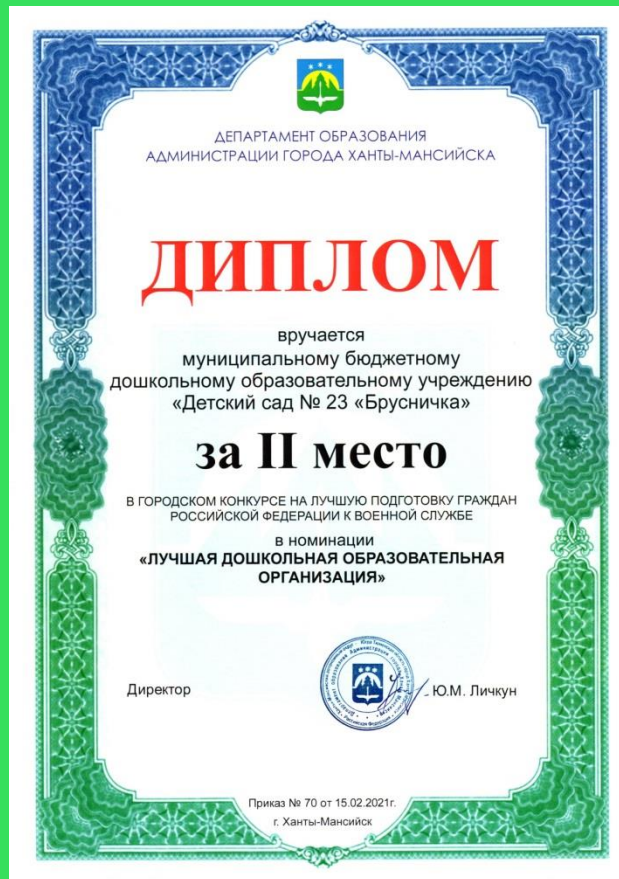 ДЕПАРТАМЕНТ ОБРАЗОВАНИЯ
АДМИНИСТРАЦИИ ГОРОДА ХАНТЫ-МАНСИЙСКА
ДИПЛОМ
вручается
муниципальному бюджетному
дошкольному образовательному учреждению
«Детский сад № 23 «Брусничка»
за II место
В ГОРОДСКОМ КОНКУРСЕ НА ЛУЧШУЮ ПОДГОТОВКУ ГРАЖДАН
РОССИЙСКОЙ ФЕДЕРАЦИИ К ВОЕННОЙ СЛУЖБЕ
в номинации
«ЛУЧШАЯ ДОШКОЛЬНАЯ ОБРАЗОВАТЕЛЬНАЯ
ОРГАНИЗАЦИЯ»
Директор Ю.М. Личкун
Приказ № 70 от 15.02.2021г.
г. Ханты-Мансийск